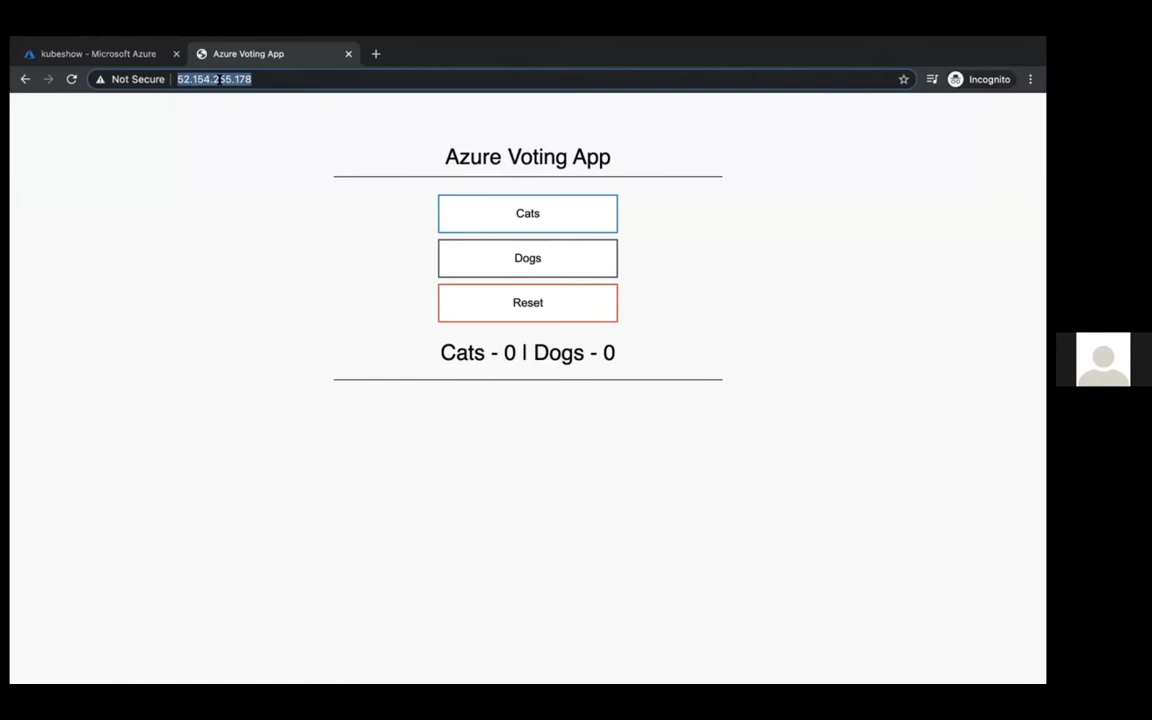 kubeshow - Microsoft Azure
Azure Voting App
Not Secure
52.154.255.178
Incognito
Azure Voting App
Cats
Dogs
Reset
Cats - 0 | Dogs - 0